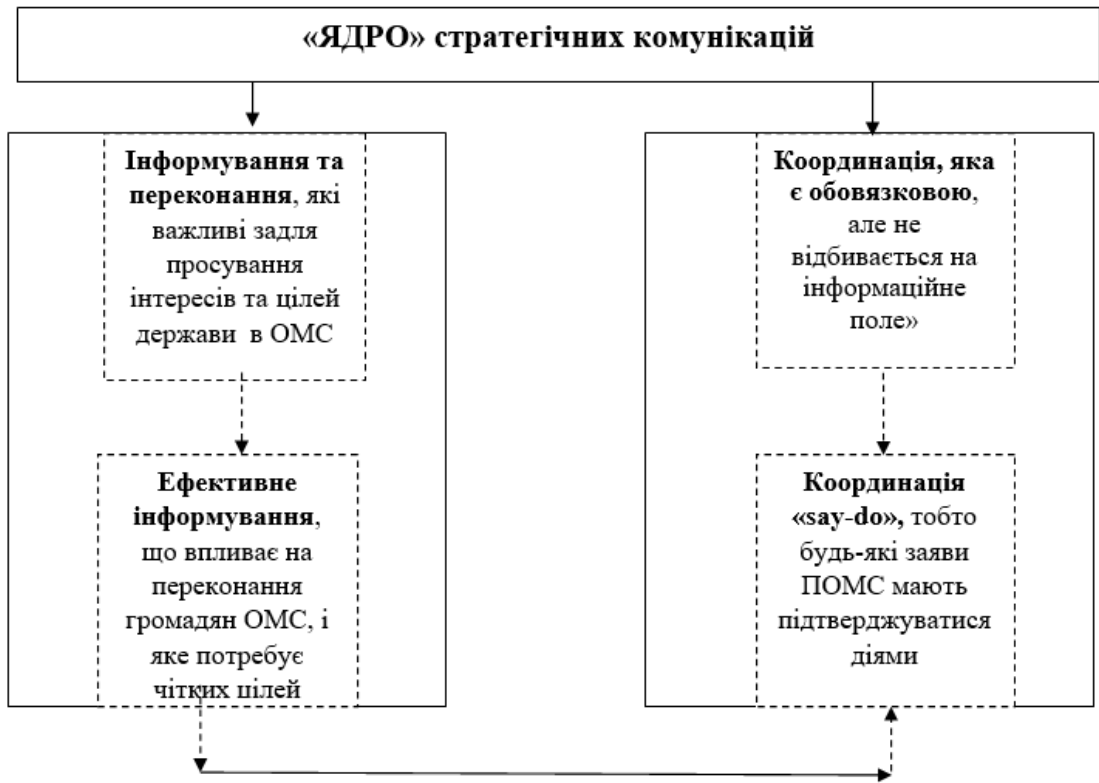 «ЯДРО» стратегічних комунікацій
Інформування та
переконання, які
важливі задля
просування
інтересів та цілей
держави в ОМС
Ефективне
інформування,
що впливає на
переконання
громадян ОМС, і
яке потребує
чітких цілей
Координація, яка
є обовязковою,
але не
відбивається на
інформаційне
поле»
Координація
«say-do», тобто
будь-які заяви
ПОМС мають
підтверджуватися
діями